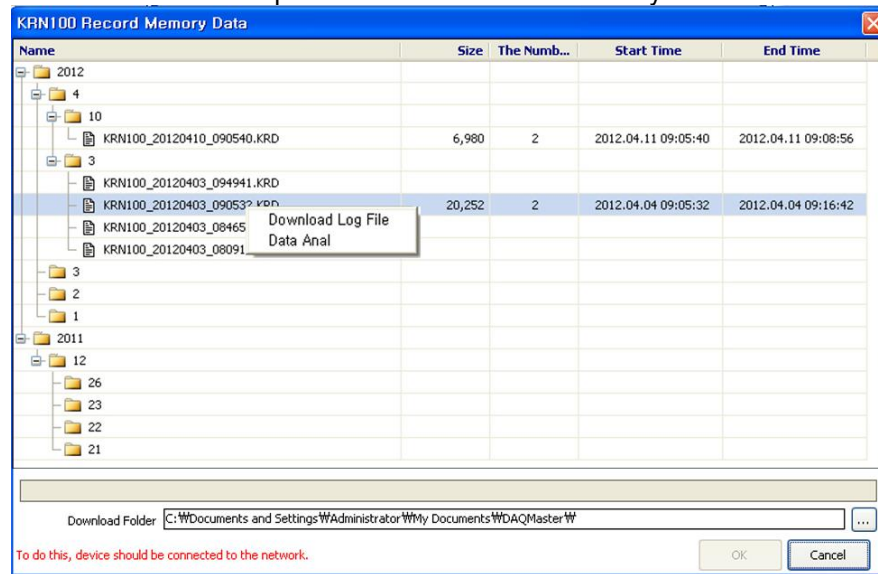 KRN100 Record Memory Data
Name Size The Numb... Start Time End Time
2012
4
10
KRN100_20120410_090540.KRD 6,980 2 2012.04.11 09:05:40 2012.04.11 09:08:56
3
KRN100_20120403_094941.KRD
KRN100_20120403_090532.KRD 20,252 2 2012.04.04 09:05:32 2012.04.04 09:16:42
Download Log File
KRN100_20120403_08465
Data Anal
KRN100_20120403_08091
3
2
1
2011
12
26
23
22
21
Download Folder C:₩Documents and Settings₩Administrator₩My Documents₩DAQMaster₩ ...
To do this, device should be connected to the network. OK Cancel